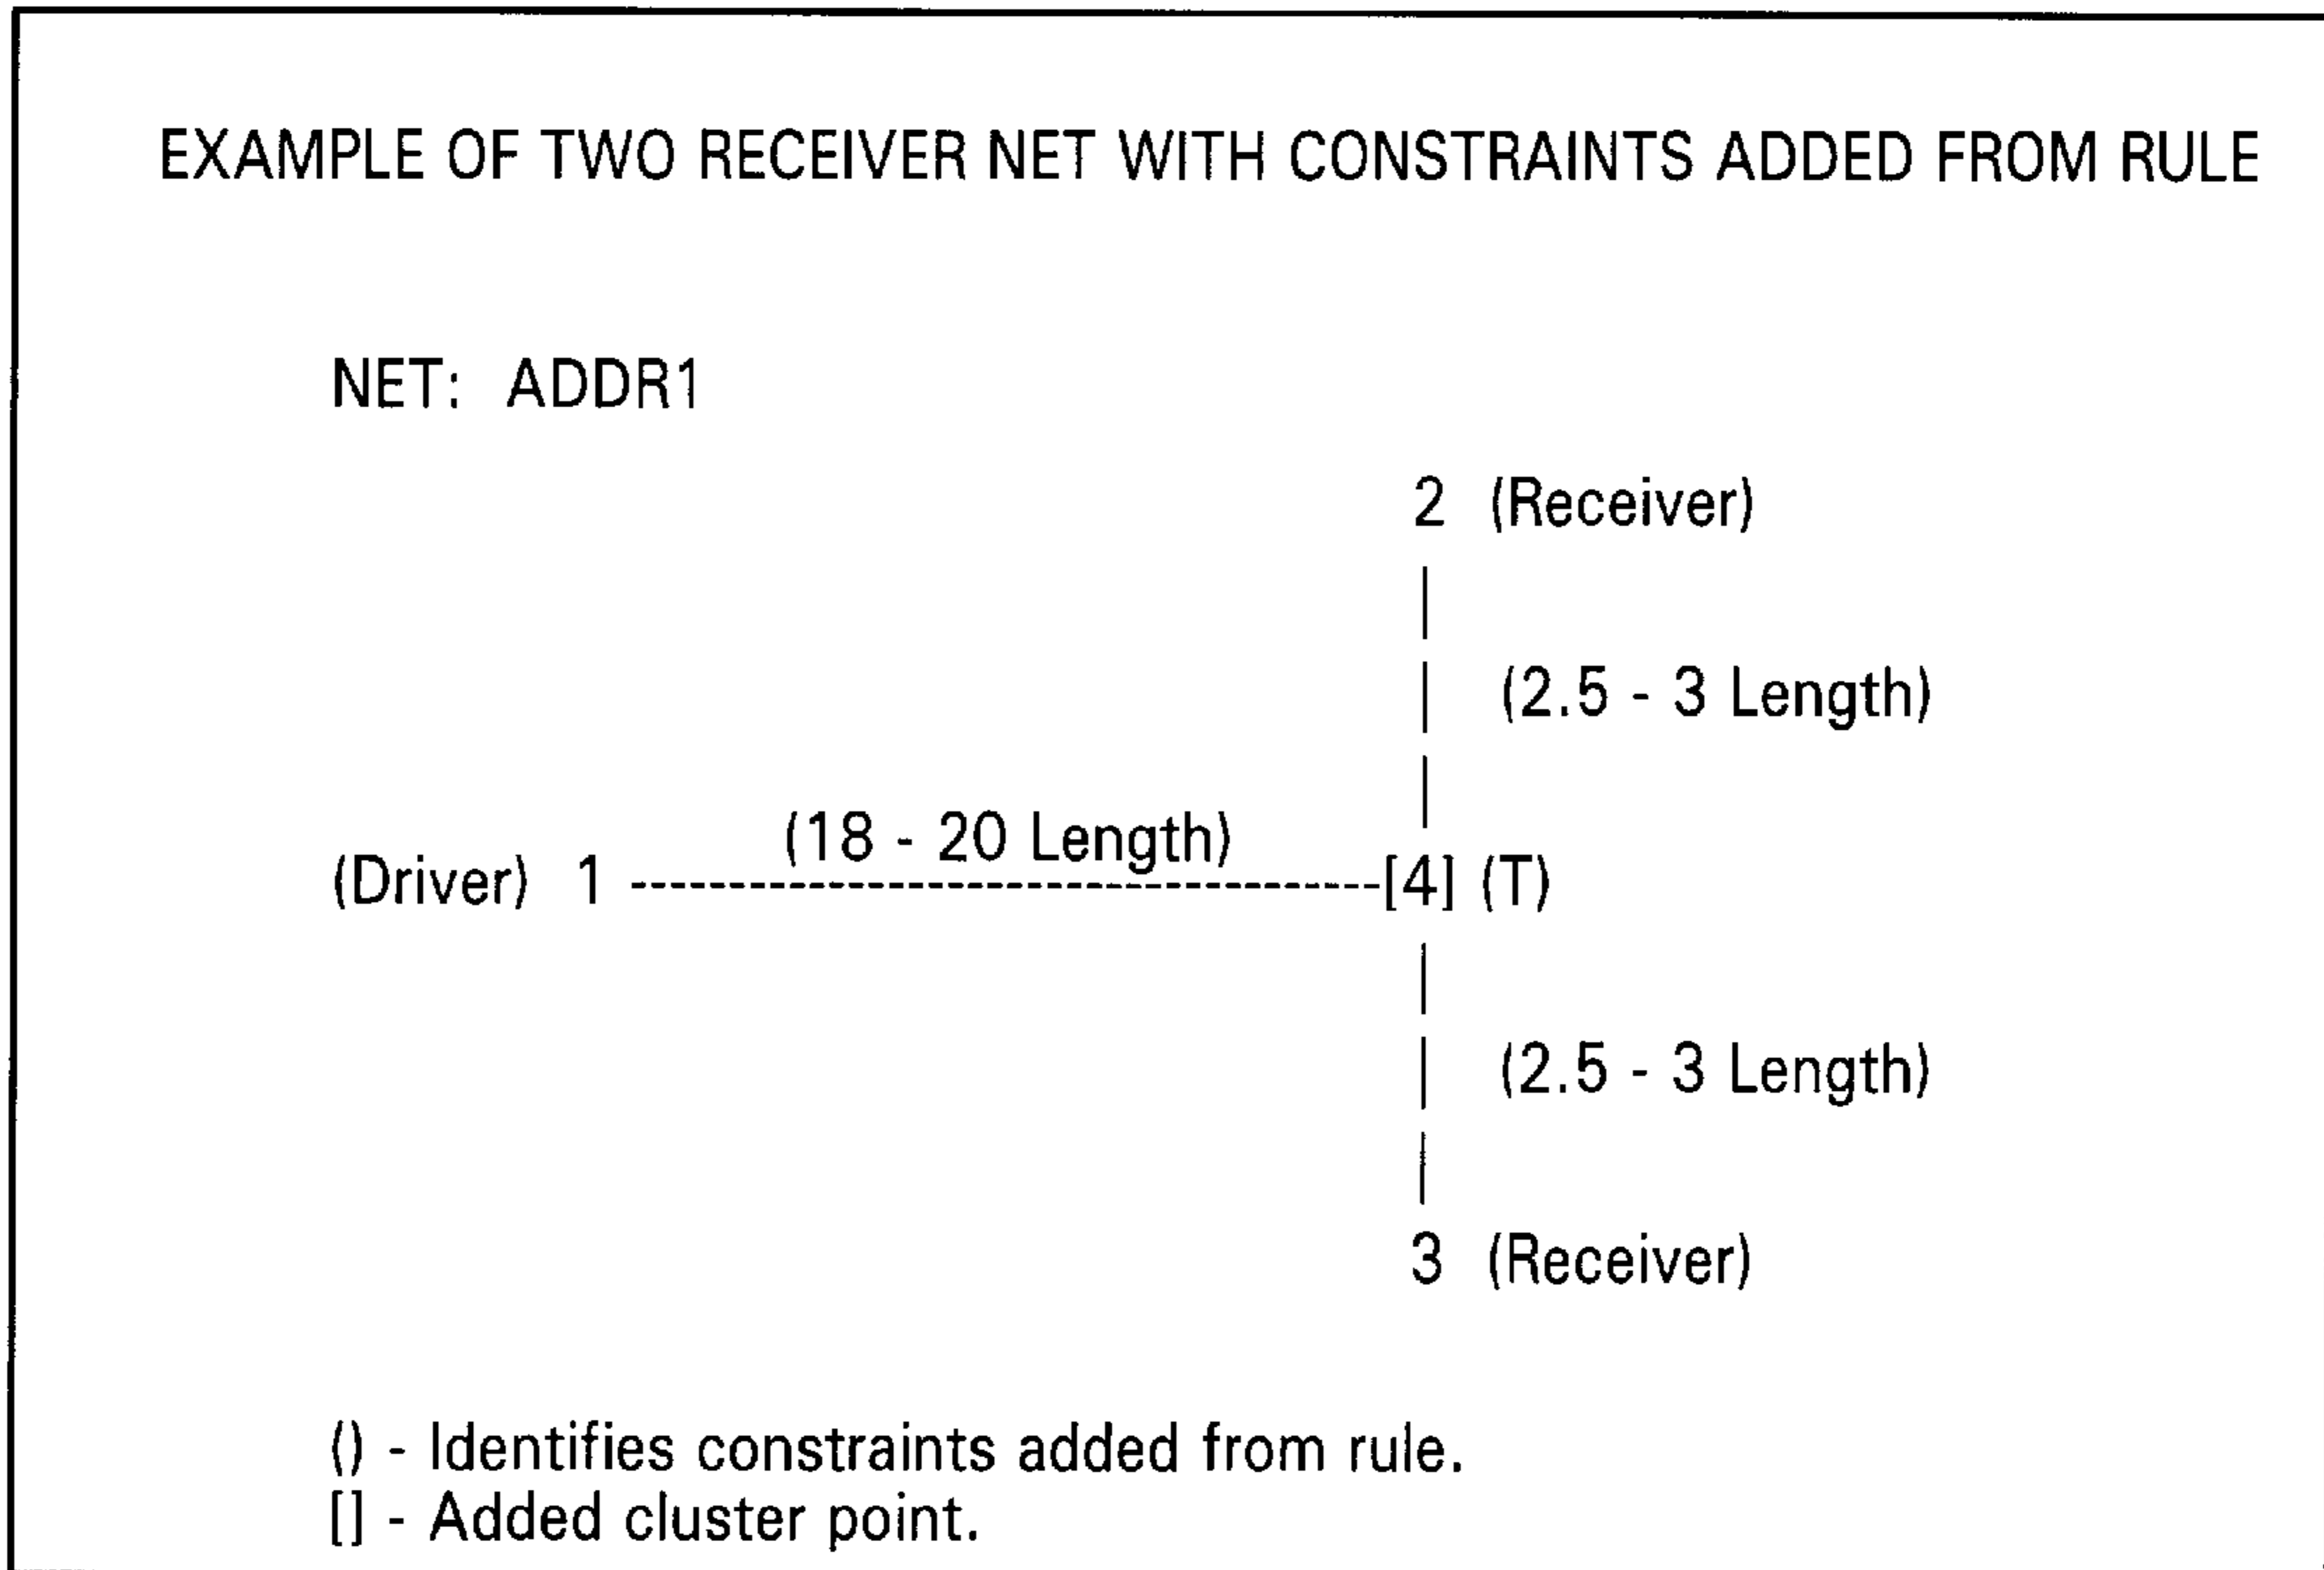 EXAMPLE OF TWO RECEIVER NET WITH CONSTRAINTS ADDED FROM RULE
NET: ADDR1
2 (Receiver)
(2.5 - 3 Length)
(18 - 20 Length)
(Driver) 1 [4] (T)
(2.5 - 3 Length)
3 (Receiver)
() - Identifies constraints added from rule.
[] - Added cluster point.